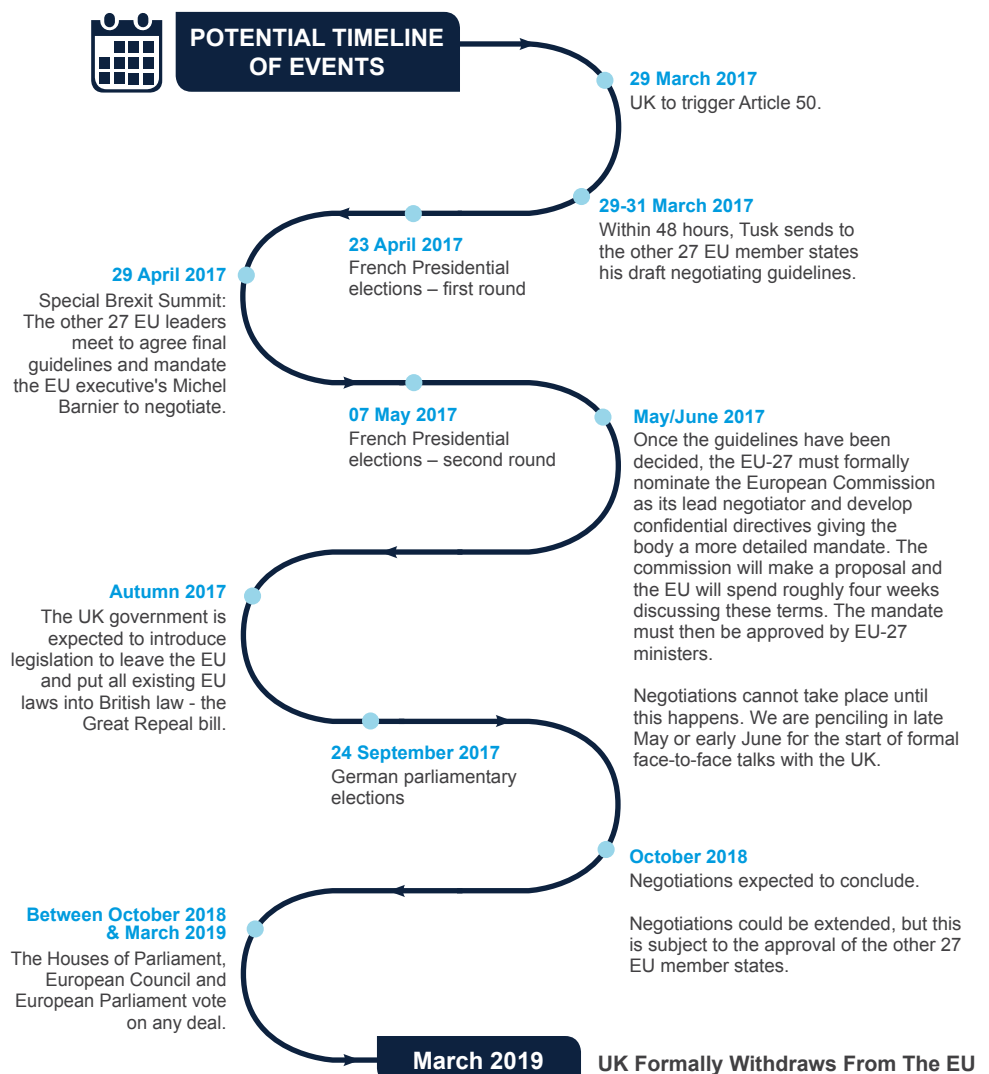 POTENTIAL TIMELINE
OF EVENTS
29 March 2017
UK to trigger Article 50.
29-31 March 2017
Within 48 hours, Tusk sends to
the other 27 EU member states
his draft negotiating guidelines.
23 April 2017
French Presidential
elections – first round
29 April 2017
Special Brexit Summit:
The other 27 EU leaders
meet to agree final
guidelines and mandate
the EU executive's Michel
Barnier to negotiate.
07 May 2017
French Presidential
elections – second round
May/June 2017
Once the guidelines have been
decided, the EU-27 must formally
nominate the European Commission
as its lead negotiator and develop
confidential directives giving the
body a more detailed mandate. The
commission will make a proposal and
the EU will spend roughly four weeks
discussing these terms. The mandate
must then be approved by EU-27
ministers.
Negotiations cannot take place until
this happens. We are penciling in late
May or early June for the start of formal
face-to-face talks with the UK.
Autumn 2017
The UK government is
expected to introduce
legislation to leave the EU
and put all existing EU
laws into British law - the
Great Repeal bill.
24 September 2017
German parliamentary
elections
October 2018
Negotiations expected to conclude.
Negotiations could be extended, but this
is subject to the approval of the other 27
EU member states.
Between October 2018
& March 2019
The Houses of Parliament,
European Council and
European Parliament vote
on any deal.
March 2019
UK Formally Withdraws From The EU